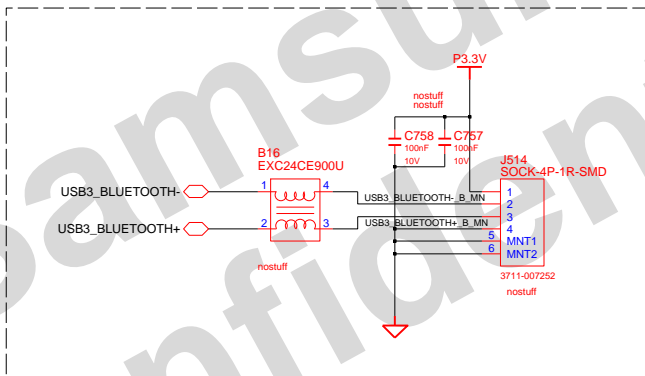 Samsung
Confidential
P3.3V
nostuff
nostuff
C758
100nF
10V
C757
100nF
10V
J514
SOCK-4P-1R-SMD
B16
EXC24CE900U
USB3_BLUETOOTH-
1
4
USB3_BLUETOOTH-_B_MN
USB3_BLUETOOTH+
2
3
USB3_BLUETOOTH+_B_MN
nostuff
1
2
3
4
5
MNT1
6
MNT2
3711-007252
nostuff